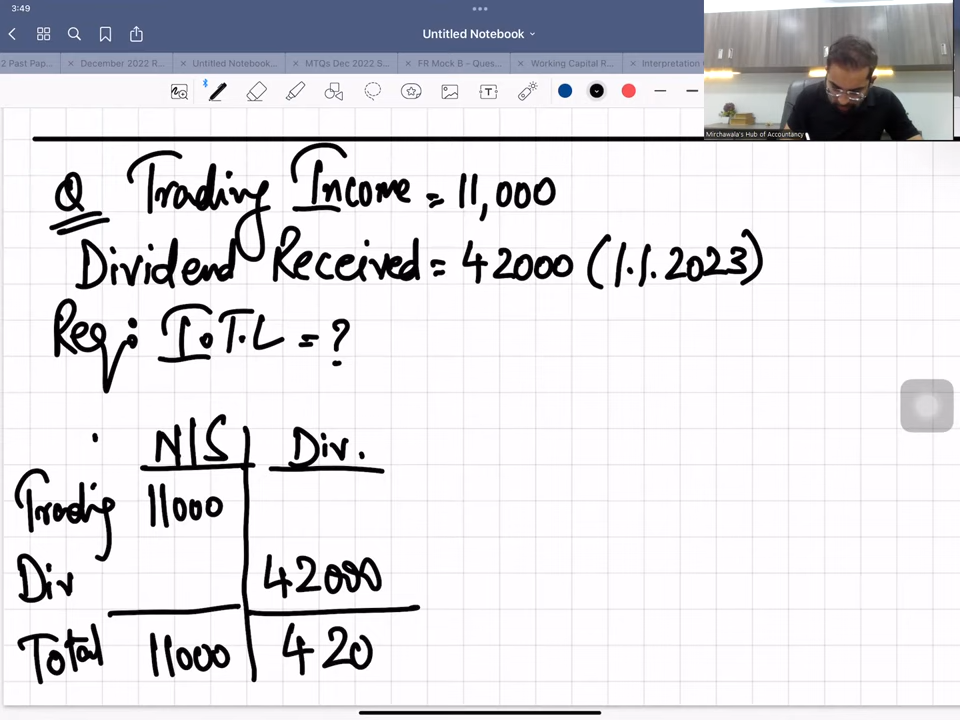 3:49
Untitled Notebook
2 Past Pap...
December 2022 R...
Untitled Notebook...
MTQs Dec 2022 S...
FR Mock B - Ques...
Working Capital R...
Interpretation
Mirchawala's Hub of Accountancy
Q Trading Income = 11,000
Dividend Received = 42000 (1.1.2023)
Req: I.T.L = ?
N/S Div.
Tradig 11000
Div 42000
Total 11000 420